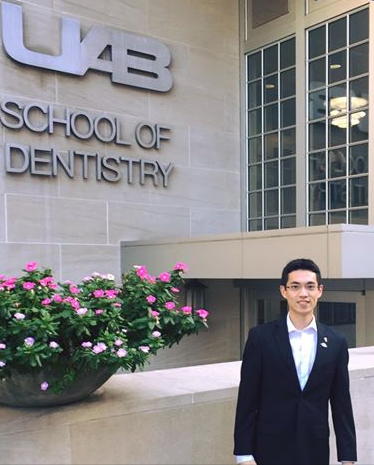 UAB
SCHOOL OF
DENTISTRY